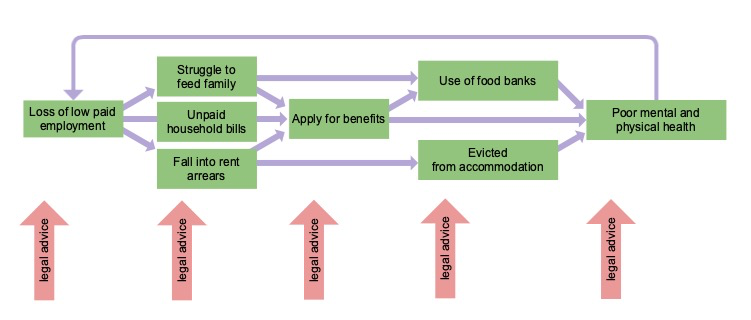 Struggle to
feed family
Use of food banks
Loss of low paid
employment
Unpaid
household bills
Apply for benefits
Poor mental and
physical health
Fall into rent
arrears
Evicted
from accommodation
legal advice
legal advice
legal advice
legal advice
legal advice